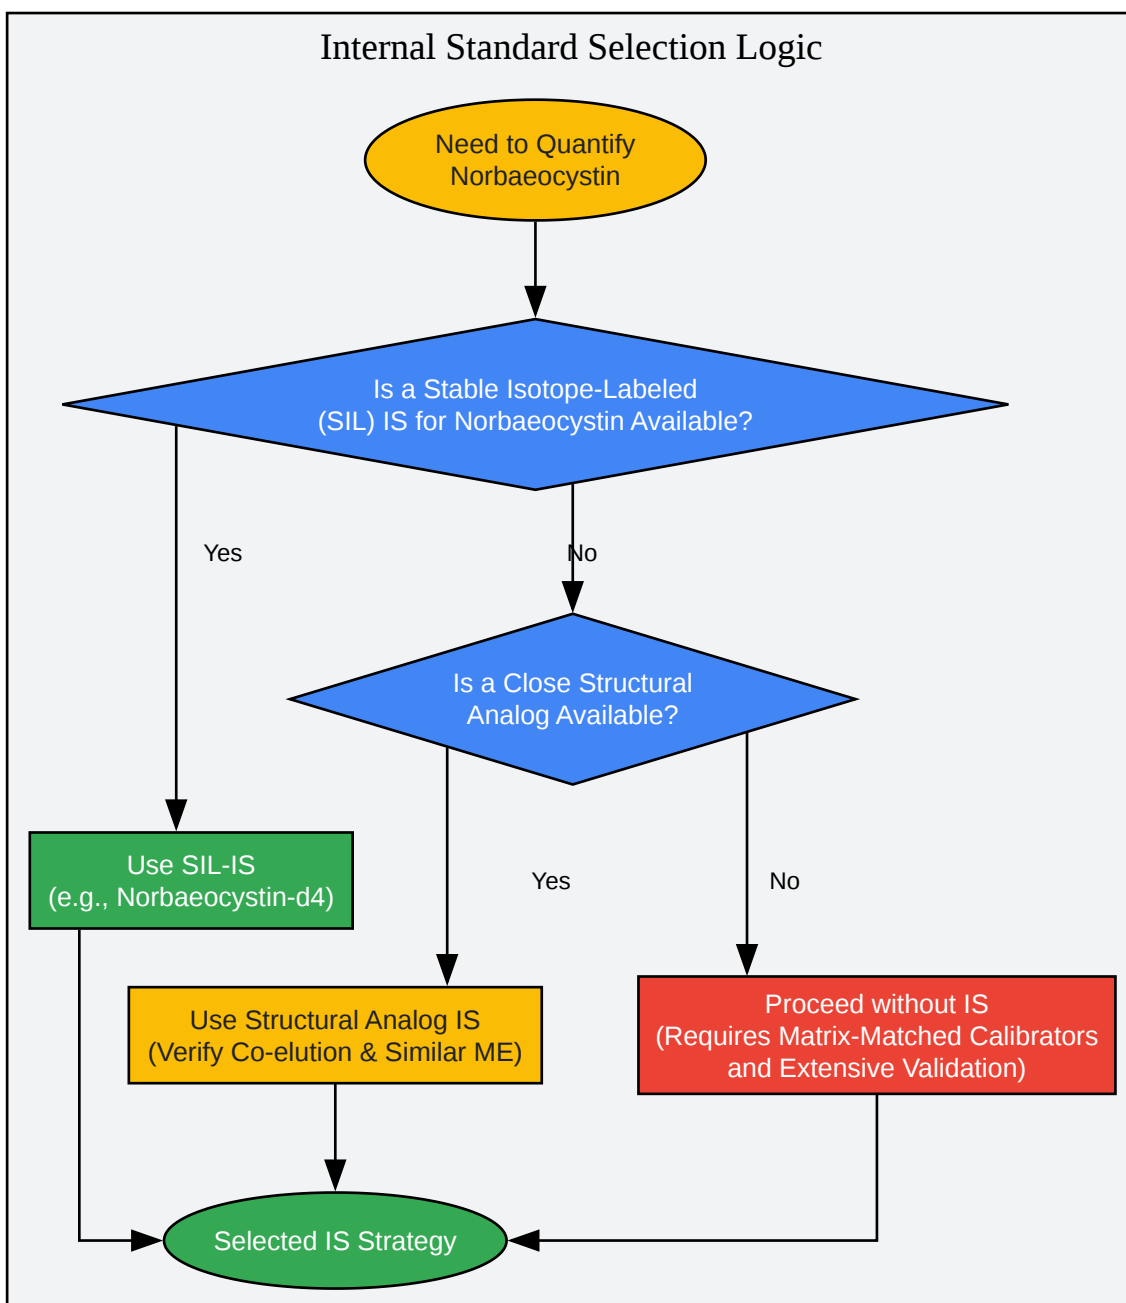 Internal Standard Selection Logic
Need to Quantify
Norbaeocystin
Is a Stable Isotope-Labeled
(SIL) IS for Norbaeocystin Available?
Yes
No
Is a Close Structural
Analog Available?
Use SIL-IS
(e.g., Norbaeocystin-d4)
Yes
No
Use Structural Analog IS
(Verify Co-elution & Similar ME)
Proceed without IS
(Requires Matrix-Matched Calibrators
and Extensive Validation)
Selected IS Strategy